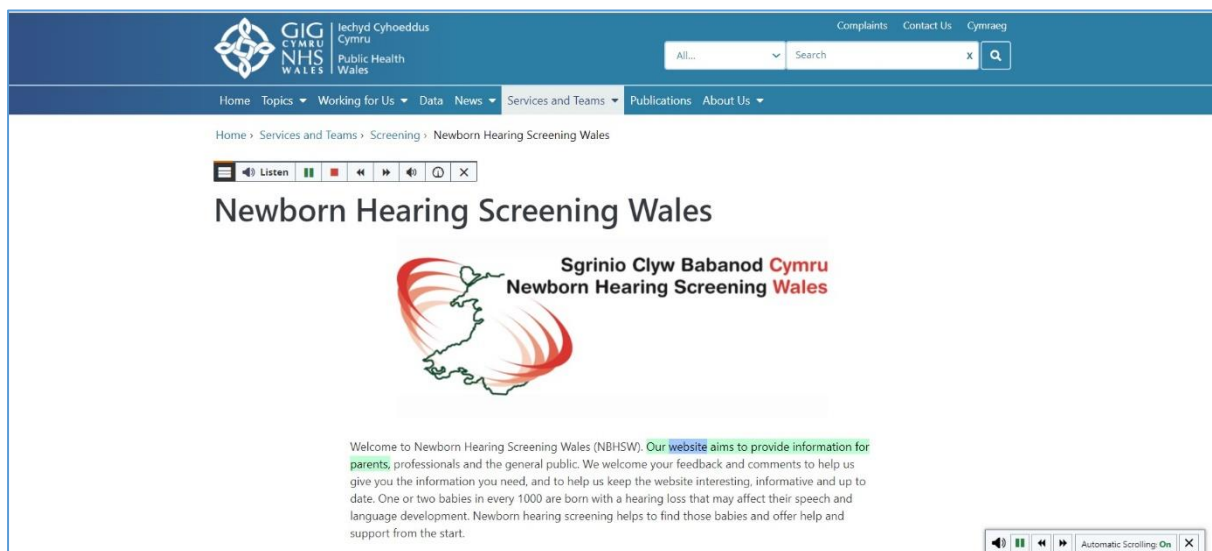 GIG
CYMRU
NHS
WALES
Iechyd Cyhoeddus
Cymru
Public Health
Wales
Complaints Contact Us Cymraeg
All... Search x
Home Topics Working for Us Data News Services and Teams Publications About Us
Home › Services and Teams › Screening › Newborn Hearing Screening Wales
Listen
Newborn Hearing Screening Wales
Sgrinio Clyw Babanod Cymru
Newborn Hearing Screening Wales
Welcome to Newborn Hearing Screening Wales (NBHSW). Our website aims to provide information for
parents, professionals and the general public. We welcome your feedback and comments to help us
give you the information you need, and to help us keep the website interesting, informative and up to
date. One or two babies in every 1000 are born with a hearing loss that may affect their speech and
language development. Newborn hearing screening helps to find those babies and offer help and
support from the start.
Automatic Scrolling: On X